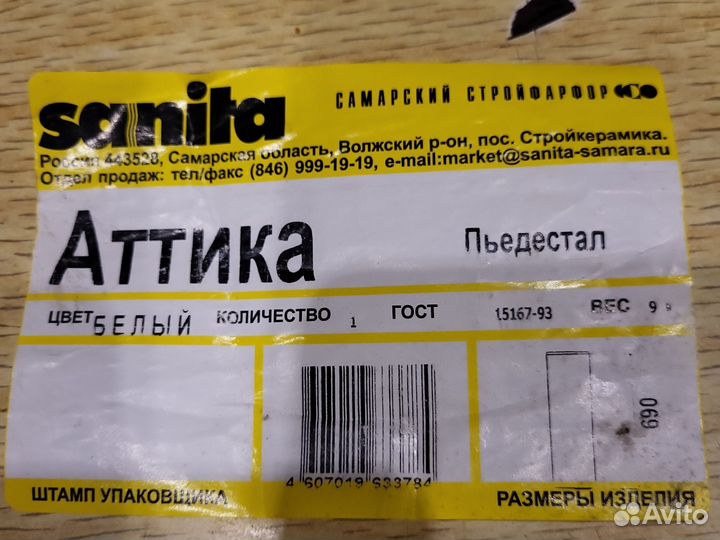 sanita
САМАРСКИЙ СТРОЙФАРФОР
Россия 443528, Самарская область, Волжский р-он, пос. Стройкерамика.
Отдел продаж: тел/факс (846) 999-19-19, e-mail:market@sanita-samara.ru
Аттика Пьедестал
ЦВЕТ БЕЛЫЙ КОЛИЧЕСТВО 1 ГОСТ 15167-93 ВЕС 9
690
4 607019 633784
ШТАМП УПАКОВЩИКА РАЗМЕРЫ ИЗДЕЛИЯ
Avito